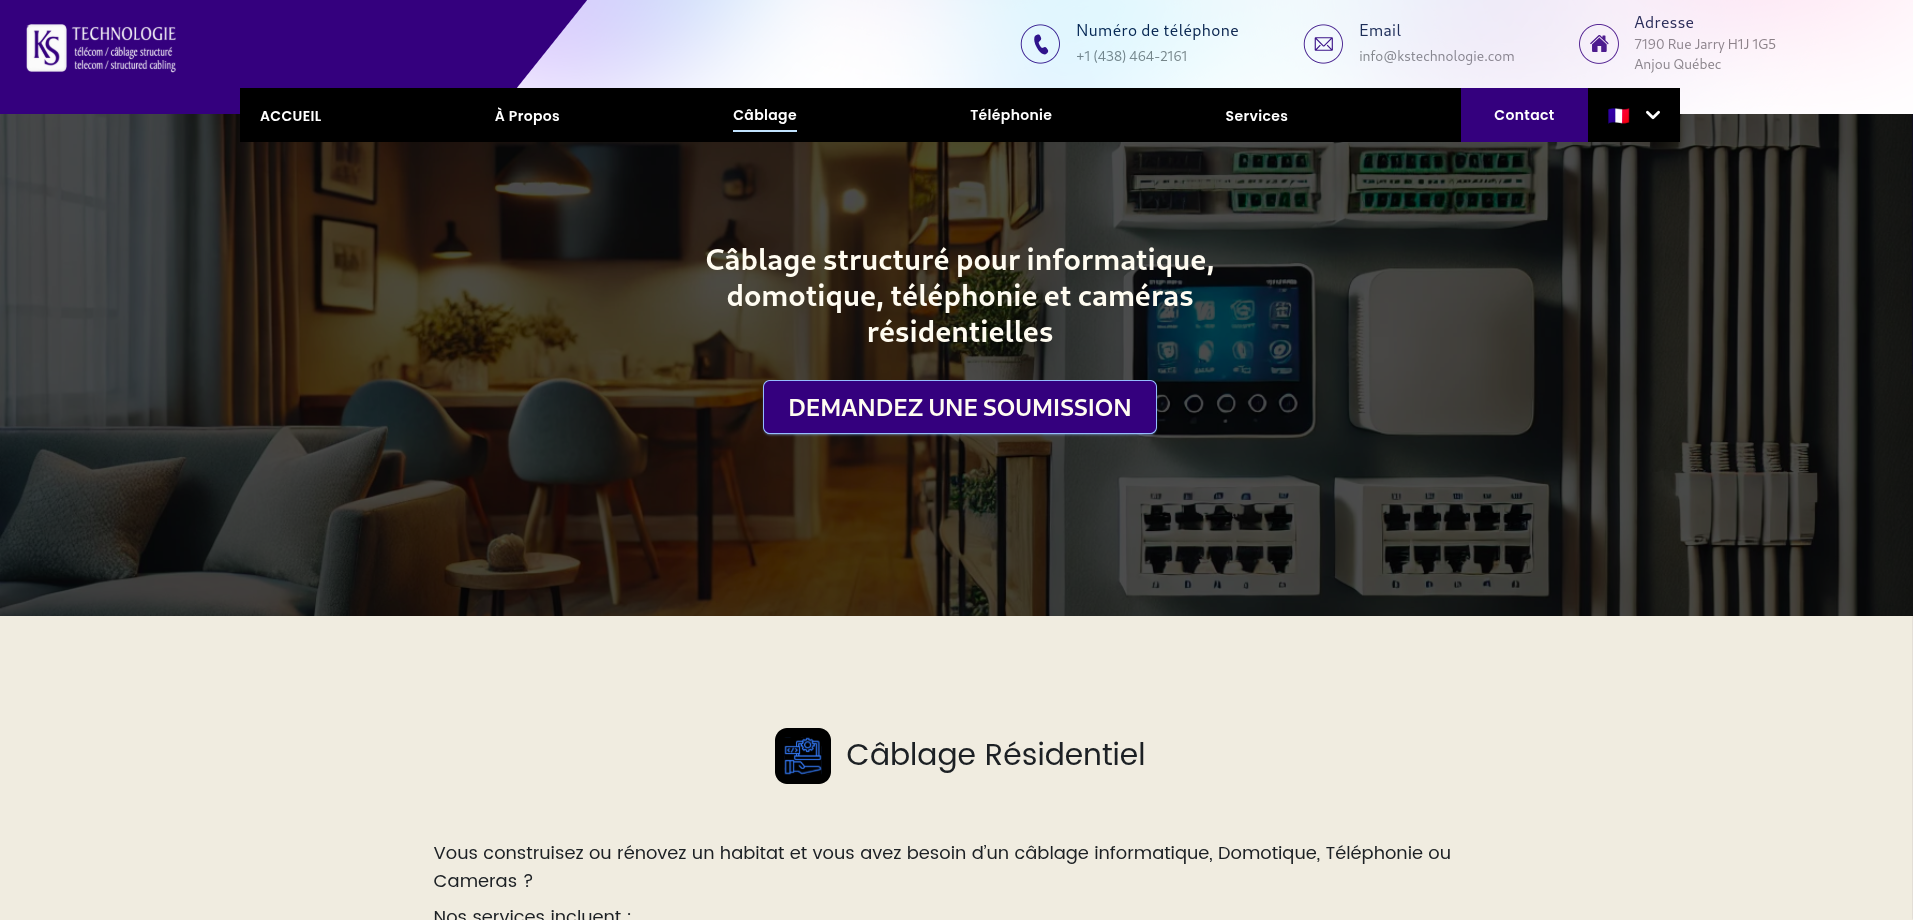 KS TECHNOLOGIE
télécom / câblage structuré
telecom / structured cabling
Numéro de téléphone
+1 (438) 464-2161
Email
info@kstechnologie.com
Adresse
7190 Rue Jarry H1J 1G5
Anjou Québec
ACCUEIL
À Propos
Câblage
Téléphonie
Services
Contact
Câblage structuré pour informatique,
domotique, téléphonie et caméras
résidentielles
DEMANDEZ UNE SOUMISSION
Câblage Résidentiel
Vous construisez ou rénovez un habitat et vous avez besoin d’un câblage informatique, Domotique, Téléphonie ou
Cameras ?
Nos services incluent :